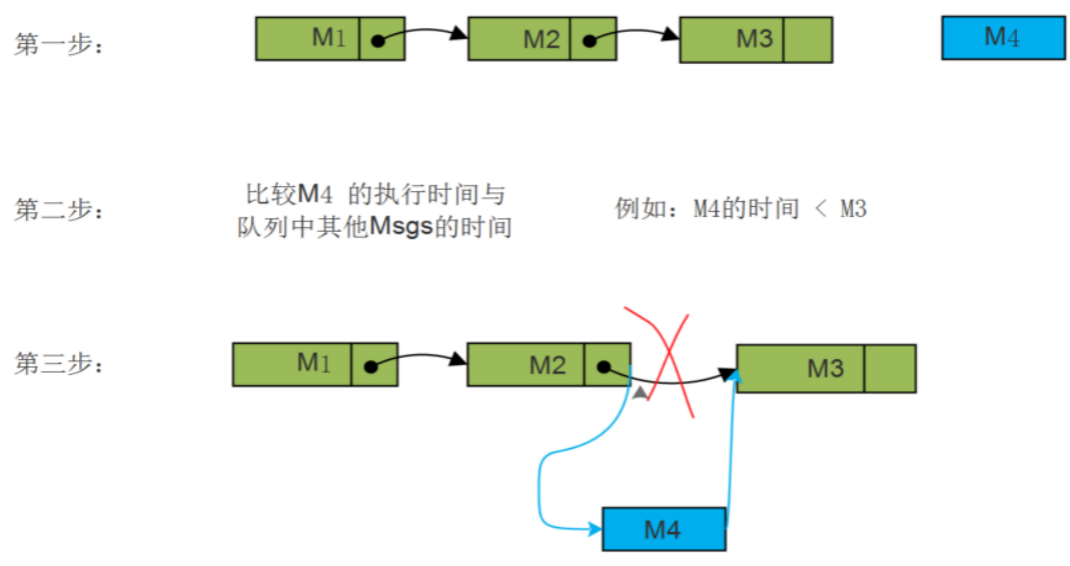 第一步：
M1
M2
M3
M4
第二步：
比较M4 的执行时间与
队列中其他Msgs的时间
例如：M4的时间 < M3
第三步：
M1
M2
M3
M4